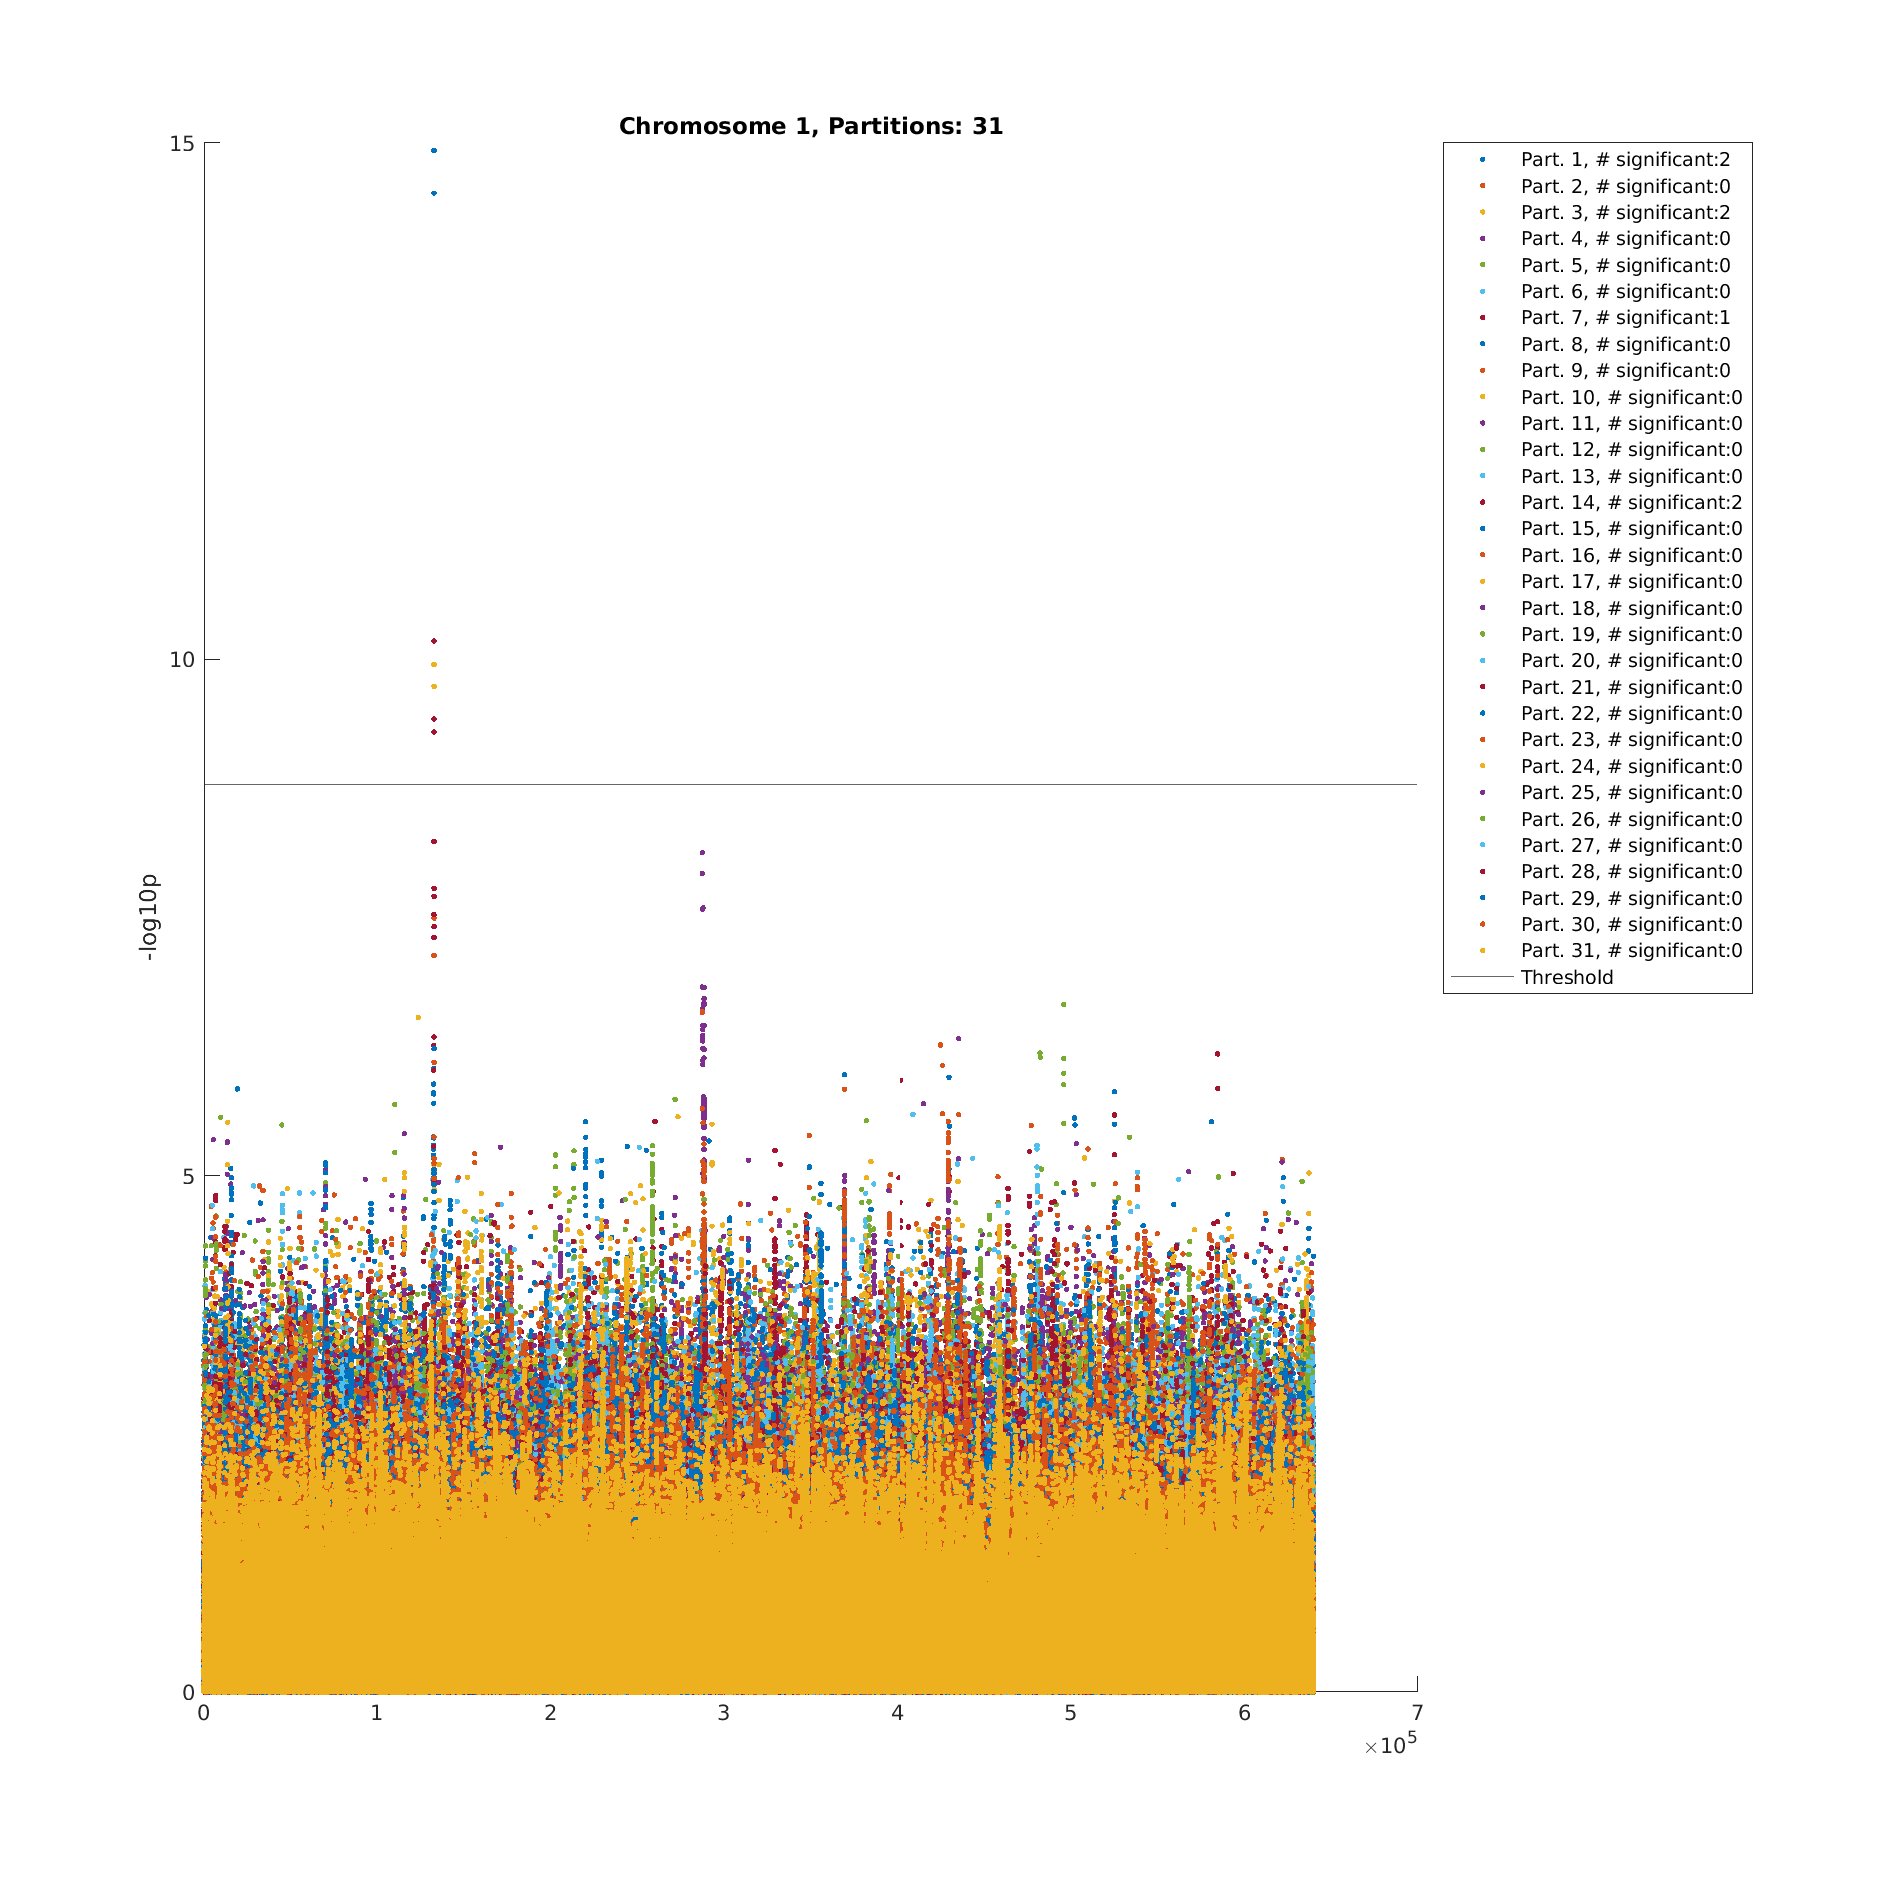 Chromosome 1, Partitions: 31
15
10
5
0
-log10p
0 1 2 3 4 5 6 7
×10^5
Part. 1, # significant:2
Part. 2, # significant:0
Part. 3, # significant:2
Part. 4, # significant:0
Part. 5, # significant:0
Part. 6, # significant:0
Part. 7, # significant:1
Part. 8, # significant:0
Part. 9, # significant:0
Part. 10, # significant:0
Part. 11, # significant:0
Part. 12, # significant:0
Part. 13, # significant:0
Part. 14, # significant:2
Part. 15, # significant:0
Part. 16, # significant:0
Part. 17, # significant:0
Part. 18, # significant:0
Part. 19, # significant:0
Part. 20, # significant:0
Part. 21, # significant:0
Part. 22, # significant:0
Part. 23, # significant:0
Part. 24, # significant:0
Part. 25, # significant:0
Part. 26, # significant:0
Part. 27, # significant:0
Part. 28, # significant:0
Part. 29, # significant:0
Part. 30, # significant:0
Part. 31, # significant:0
Threshold